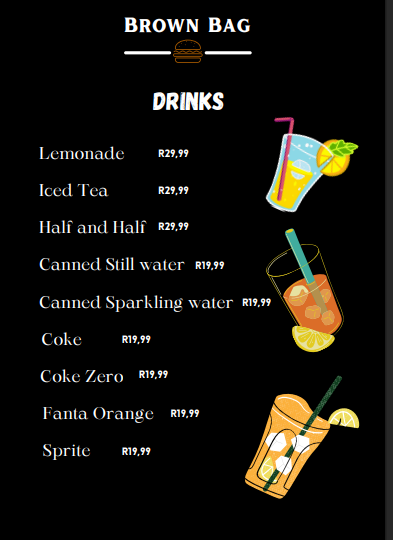 Brown Bag
DRINKS
Lemonade R29,99
Iced Tea R29,99
Half and Half R29,99
Canned Still water R19,99
Canned Sparkling water R19,99
Coke R19,99
Coke Zero R19,99
Fanta Orange R19,99
Sprite R19,99